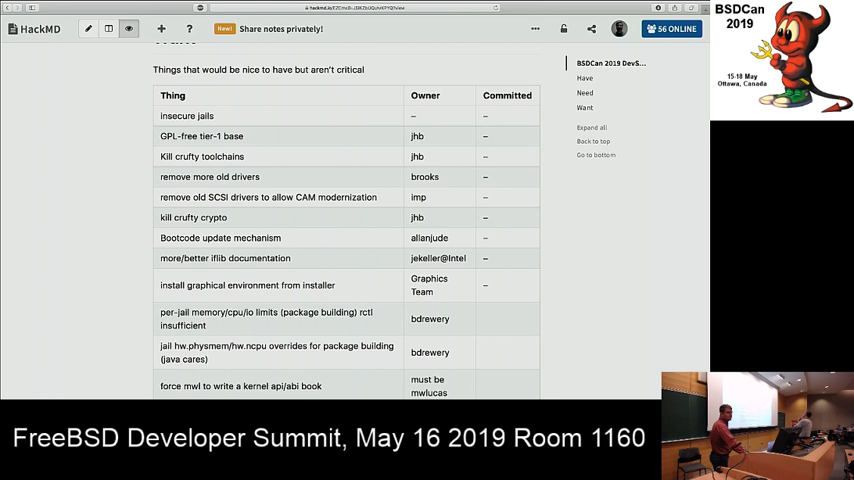 HackMD
New!
Share notes privately!
56 ONLINE
Things that would be nice to have but aren't critical
Thing Owner Committed
insecure jails – –
GPL-free tier-1 base jhb –
Kill crufty toolchains jhb –
remove more old drivers brooks –
remove old SCSI drivers to allow CAM modernization imp –
kill crufty crypto jhb –
Bootcode update mechanism allanjude –
more/better iflib documentation jekeller@Intel –
install graphical environment from installer Graphics Team –
per-jail memory/cpu/io limits (package building) rctl
insufficient bdrewery
jail hw.physmem/hw.ncpu overrides for package building
(java cares) bdrewery
force mwl to write a kernel api/abi book must be mwlucas
BSDCan 2019 DevS...
Have
Need
Want
Expand all
Back to top
Go to bottom
BSDCan
2019
15-18 May
Ottawa, Canada
FreeBSD Developer Summit, May 16 2019 Room 1160